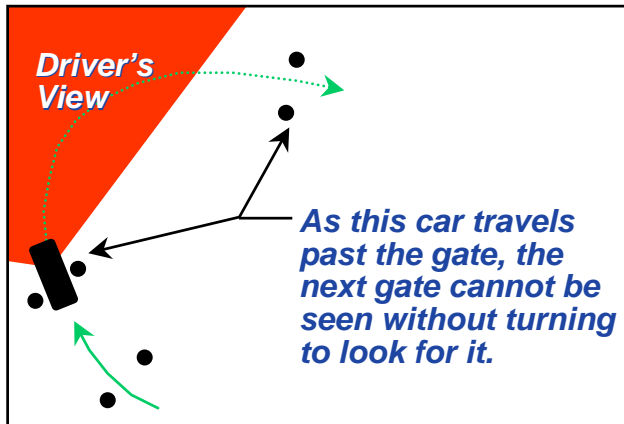 Driver's
View
As this car travels
past the gate, the
next gate cannot be
seen without turning
to look for it.